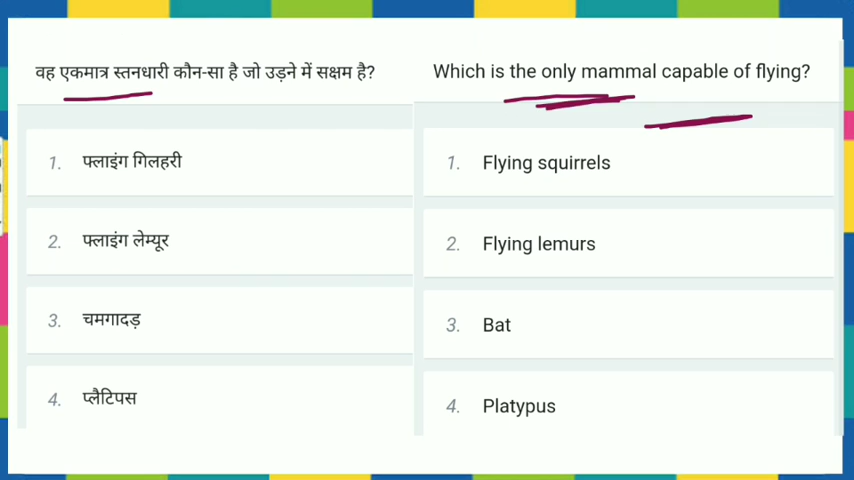 वह एकमात्र स्तनधारी कौन-सा है जो उड़ने में सक्षम है?
1. फ्लाइंग गिलहरी
2. फ्लाइंग लेम्यूर
3. चमगादड़
4. प्लैटिपस
Which is the only mammal capable of flying?
1. Flying squirrels
2. Flying lemurs
3. Bat
4. Platypus